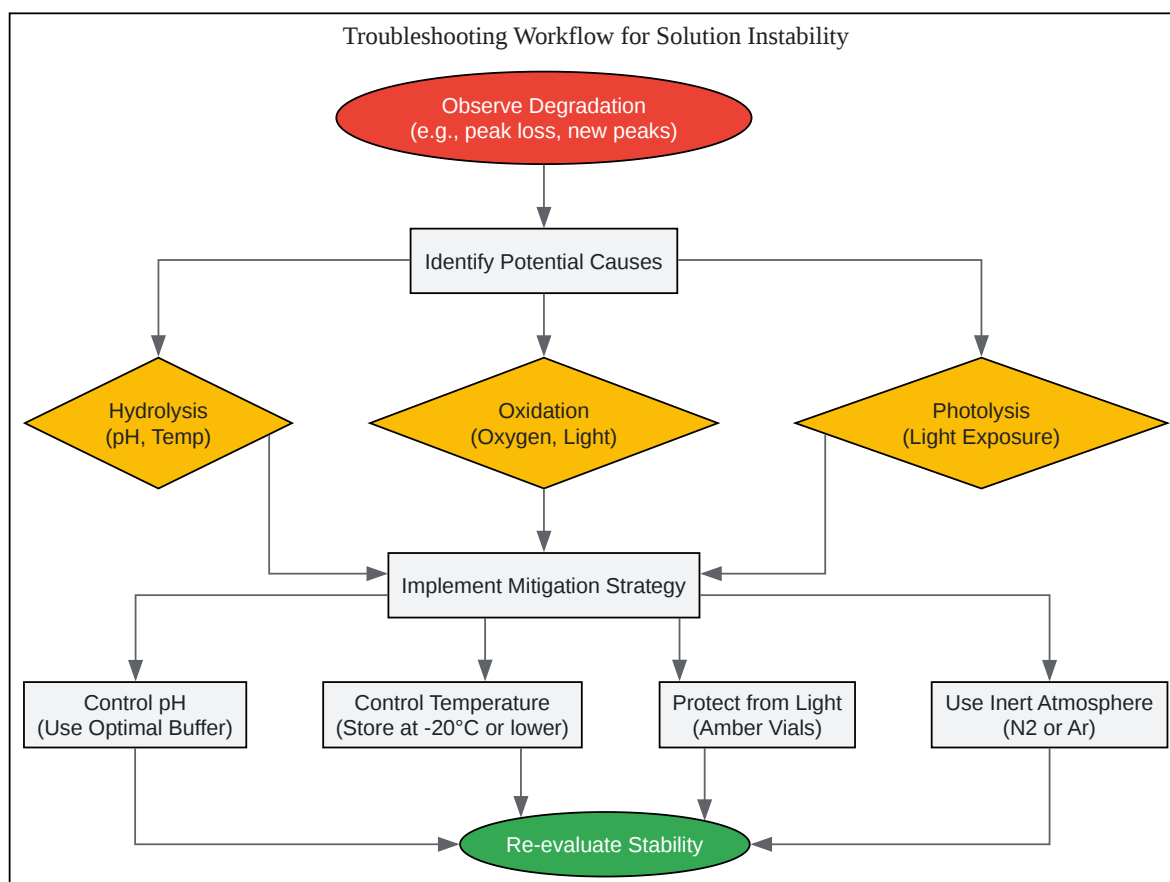 Troubleshooting Workflow for Solution Instability
Observe Degradation
(e.g., peak loss, new peaks)
Identify Potential Causes
Hydrolysis
(pH, Temp)
Oxidation
(Oxygen, Light)
Photolysis
(Light Exposure)
Implement Mitigation Strategy
Control pH
(Use Optimal Buffer)
Control Temperature
(Store at -20°C or lower)
Protect from Light
(Amber Vials)
Use Inert Atmosphere
(N2 or Ar)
Re-evaluate Stability